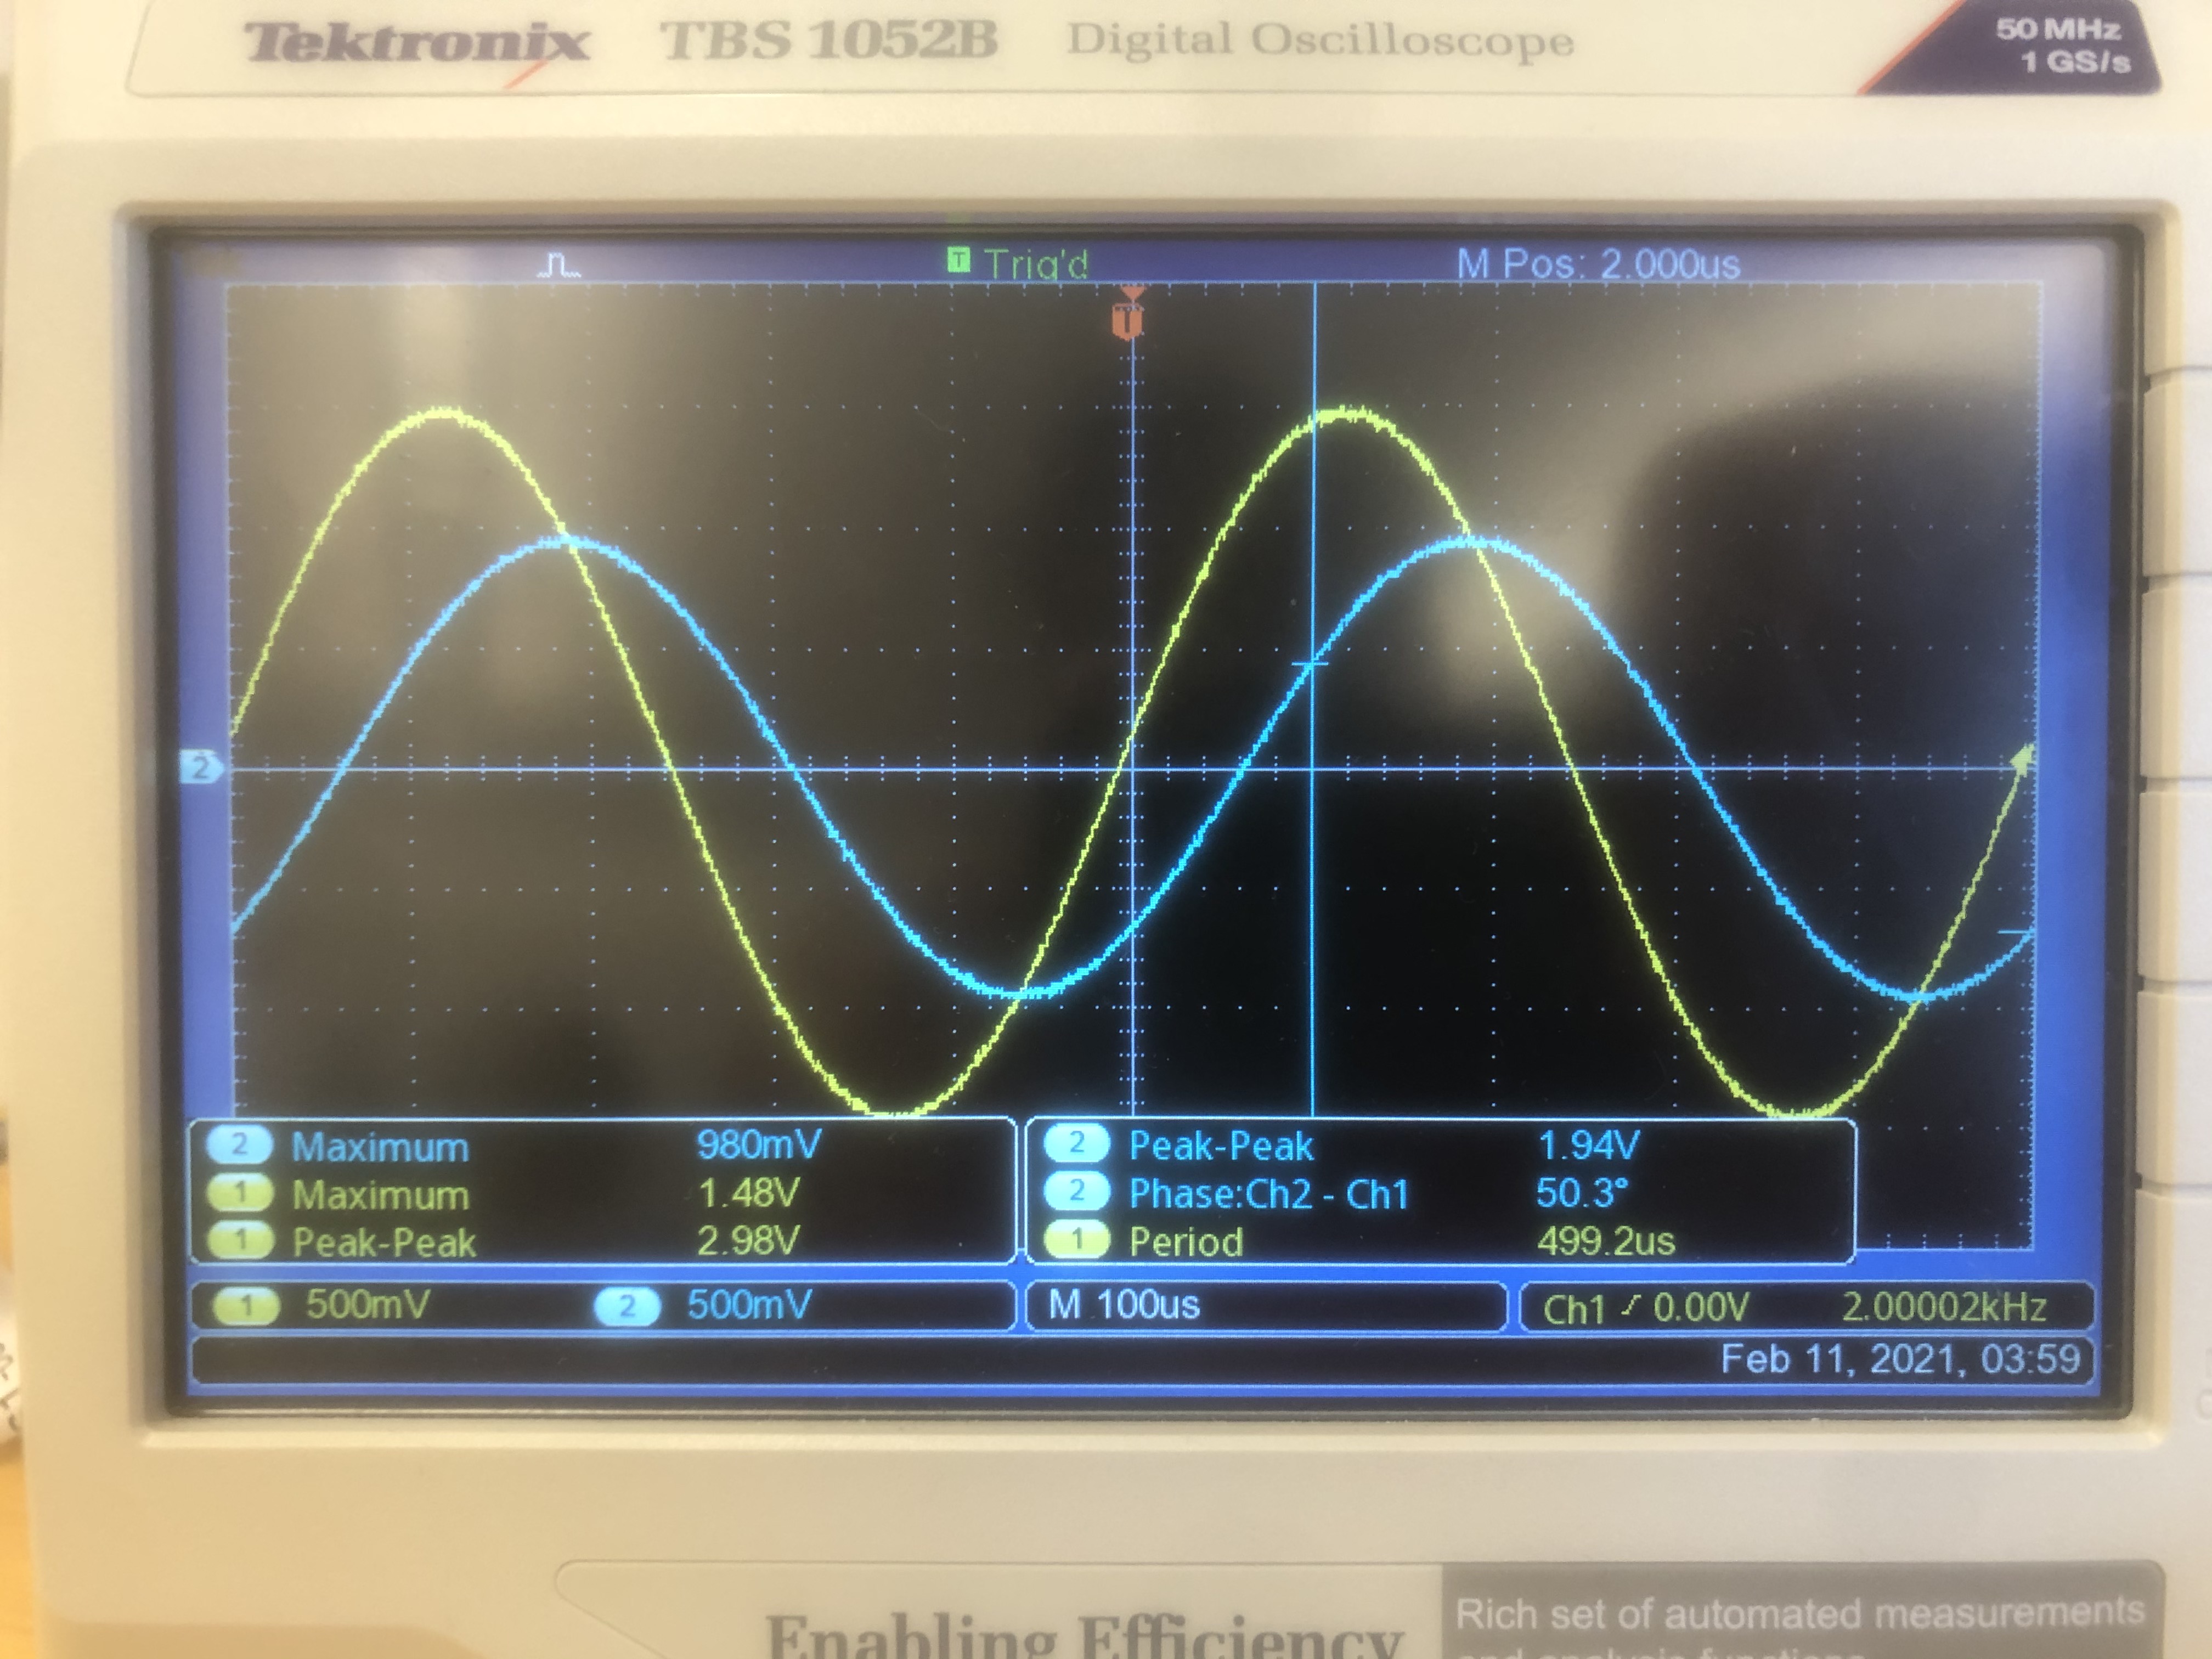 Tektronix TBS 1052B Digital Oscilloscope
50 MHz
1 GS/s
T Trig'd M Pos: 2.000us
T
2
2 Maximum 980mV
1 Maximum 1.48V
1 Peak-Peak 2.98V
2 Peak-Peak 1.94V
2 Phase:Ch2 - Ch1 50.3°
1 Period 499.2us
1 500mV 2 500mV M 100us Ch1 0.00V 2.00002kHz
Feb 11, 2021, 03:59
Enabling Efficiency
Rich set of automated measurements
and analysis functions